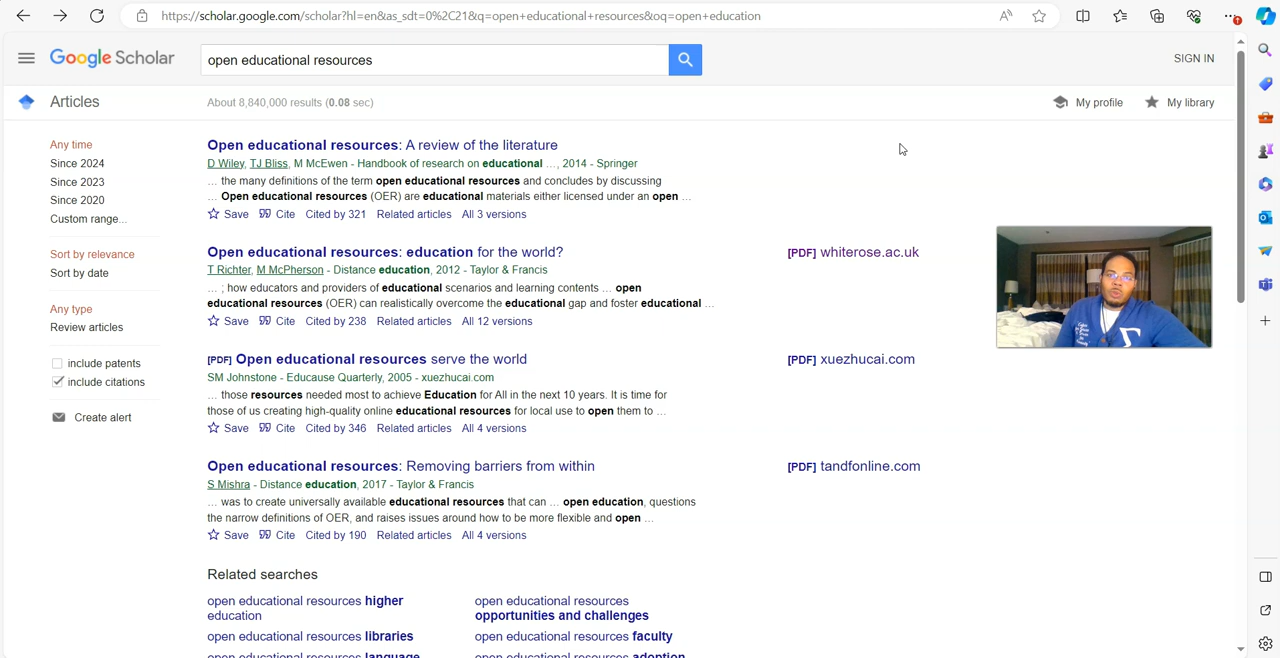 https://scholar.google.com/scholar?hl=en&as_sdt=0%2C21&q=open+educational+resources&oq=open+education
Google Scholar
open educational resources
SIGN IN
Articles
About 8,840,000 results (0.08 sec)
My profile
My library
Any time
Since 2024
Since 2023
Since 2020
Custom range...
Sort by relevance
Sort by date
Any type
Review articles
include patents
include citations
Create alert
Open educational resources: A review of the literature
D Wiley, TJ Bliss, M McEwen - Handbook of research on educational …, 2014 - Springer
… the many definitions of the term open educational resources and concludes by discussing
… Open educational resources (OER) are educational materials either licensed under an open …
Save Cite Cited by 321 Related articles All 3 versions
Open educational resources: education for the world?
[PDF] whiterose.ac.uk
T Richter, M McPherson - Distance education, 2012 - Taylor & Francis
… ; how educators and providers of educational scenarios and learning contents … open
educational resources (OER) can realistically overcome the educational gap and foster educational …
Save Cite Cited by 238 Related articles All 12 versions
[PDF] Open educational resources serve the world
[PDF] xuezhucai.com
SM Johnstone - Educause Quarterly, 2005 - xuezhucai.com
… those resources needed most to achieve Education for All in the next 10 years. It is time for
those of us creating high-quality online educational resources for local use to open them to …
Save Cite Cited by 346 Related articles All 4 versions
Open educational resources: Removing barriers from within
[PDF] tandfonline.com
S Mishra - Distance education, 2017 - Taylor & Francis
… was to create universally available educational resources that can … open education, questions
the narrow definitions of OER, and raises issues around how to be more flexible and open …
Save Cite Cited by 190 Related articles All 4 versions
Related searches
open educational resources higher
education
open educational resources
opportunities and challenges
open educational resources libraries
open educational resources faculty
open educational resources language
open educational resources adoption